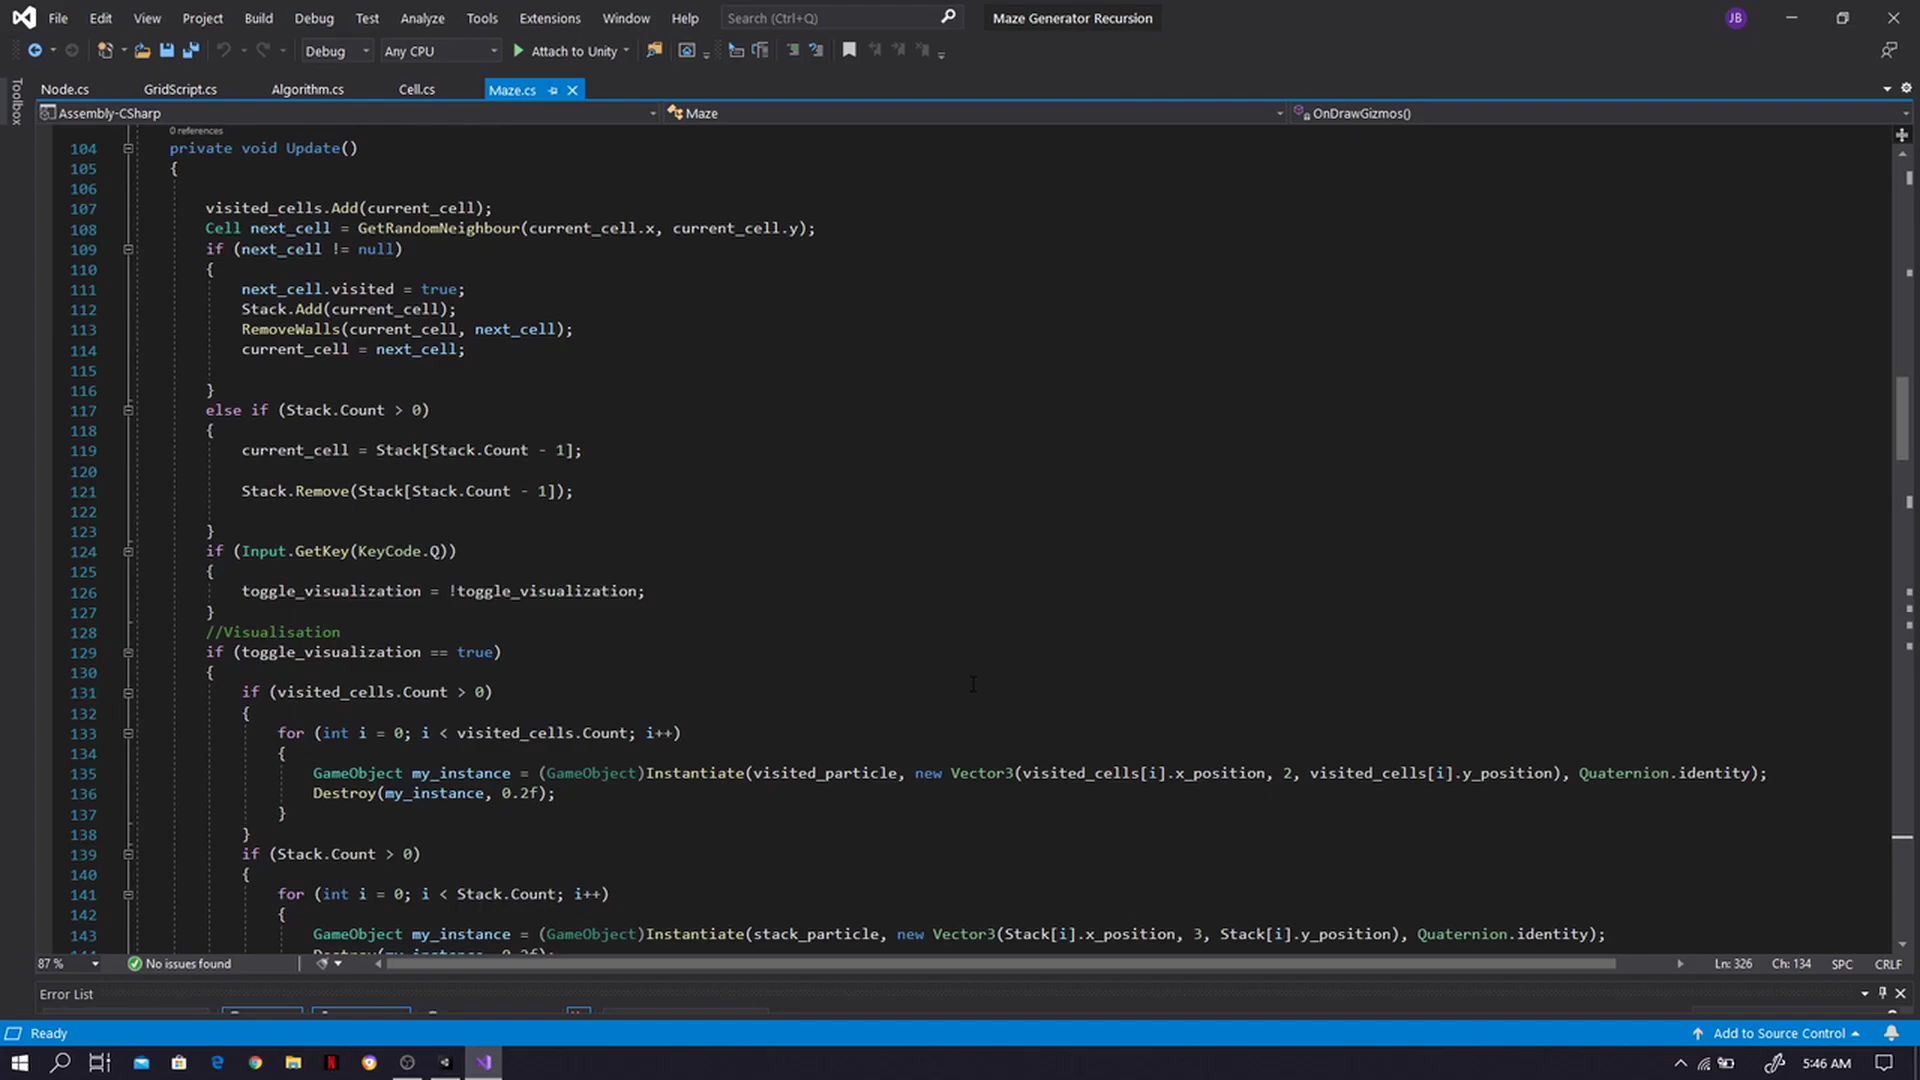 File Edit View Project Build Debug Test Analyze Tools Extensions Window Help Search (Ctrl+Q) Maze Generator Recursion JB
Debug Any CPU Attach to Unity
Toolbox
Node.cs GridScript.cs Algorithm.cs Cell.cs Maze.cs
Assembly-CSharp Maze OnDrawGizmos()
0 references
104 private void Update()
105 {
106
107 visited_cells.Add(current_cell);
108 Cell next_cell = GetRandomNeighbour(current_cell.x, current_cell.y);
109 if (next_cell != null)
110 {
111 next_cell.visited = true;
112 Stack.Add(current_cell);
113 RemoveWalls(current_cell, next_cell);
114 current_cell = next_cell;
115
116 }
117 else if (Stack.Count > 0)
118 {
119 current_cell = Stack[Stack.Count - 1];
120
121 Stack.Remove(Stack[Stack.Count - 1]);
122
123 }
124 if (Input.GetKey(KeyCode.Q))
125 {
126 toggle_visualization = !toggle_visualization;
127 }
128 //Visualisation
129 if (toggle_visualization == true)
130 {
131 if (visited_cells.Count > 0)
132 {
133 for (int i = 0; i < visited_cells.Count; i++)
134 {
135 GameObject my_instance = (GameObject)Instantiate(visited_particle, new Vector3(visited_cells[i].x_position, 2, visited_cells[i].y_position), Quaternion.identity);
136 Destroy(my_instance, 0.2f);
137 }
138 }
139 if (Stack.Count > 0)
140 {
141 for (int i = 0; i < Stack.Count; i++)
142 {
143 GameObject my_instance = (GameObject)Instantiate(stack_particle, new Vector3(Stack[i].x_position, 3, Stack[i].y_position), Quaternion.identity);
87 % No issues found Ln: 326 Ch: 134 SPC CRLF
Error List
Ready Add to Source Control
5:46 AM